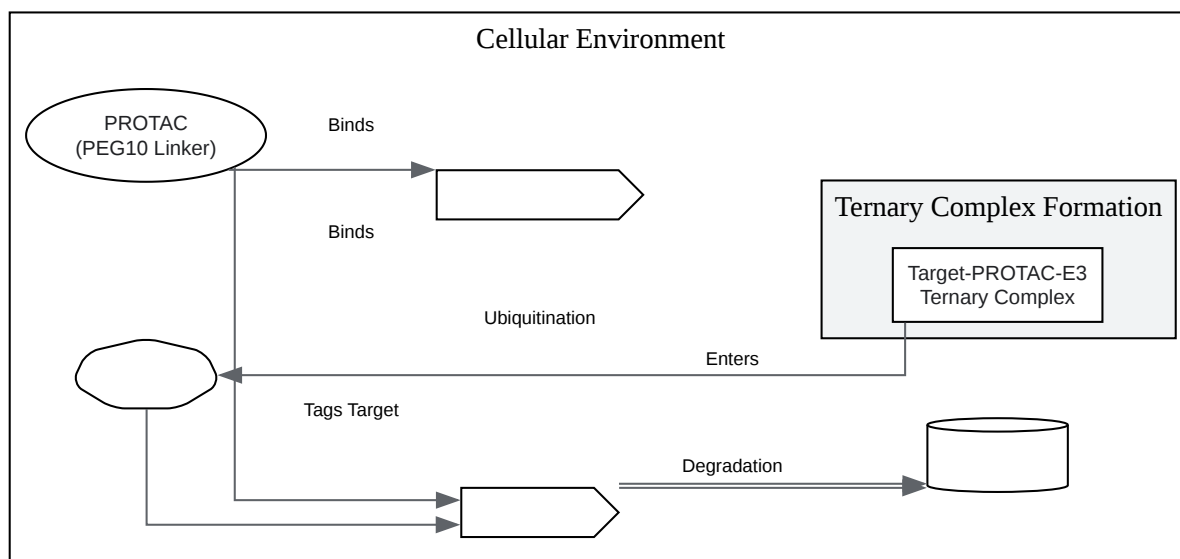 Cellular Environment
PROTAC
(PEG10 Linker)
Binds
Binds
Ternary Complex Formation
Target-PROTAC-E3
Ternary Complex
Ubiquitination
Enters
Tags Target
Degradation